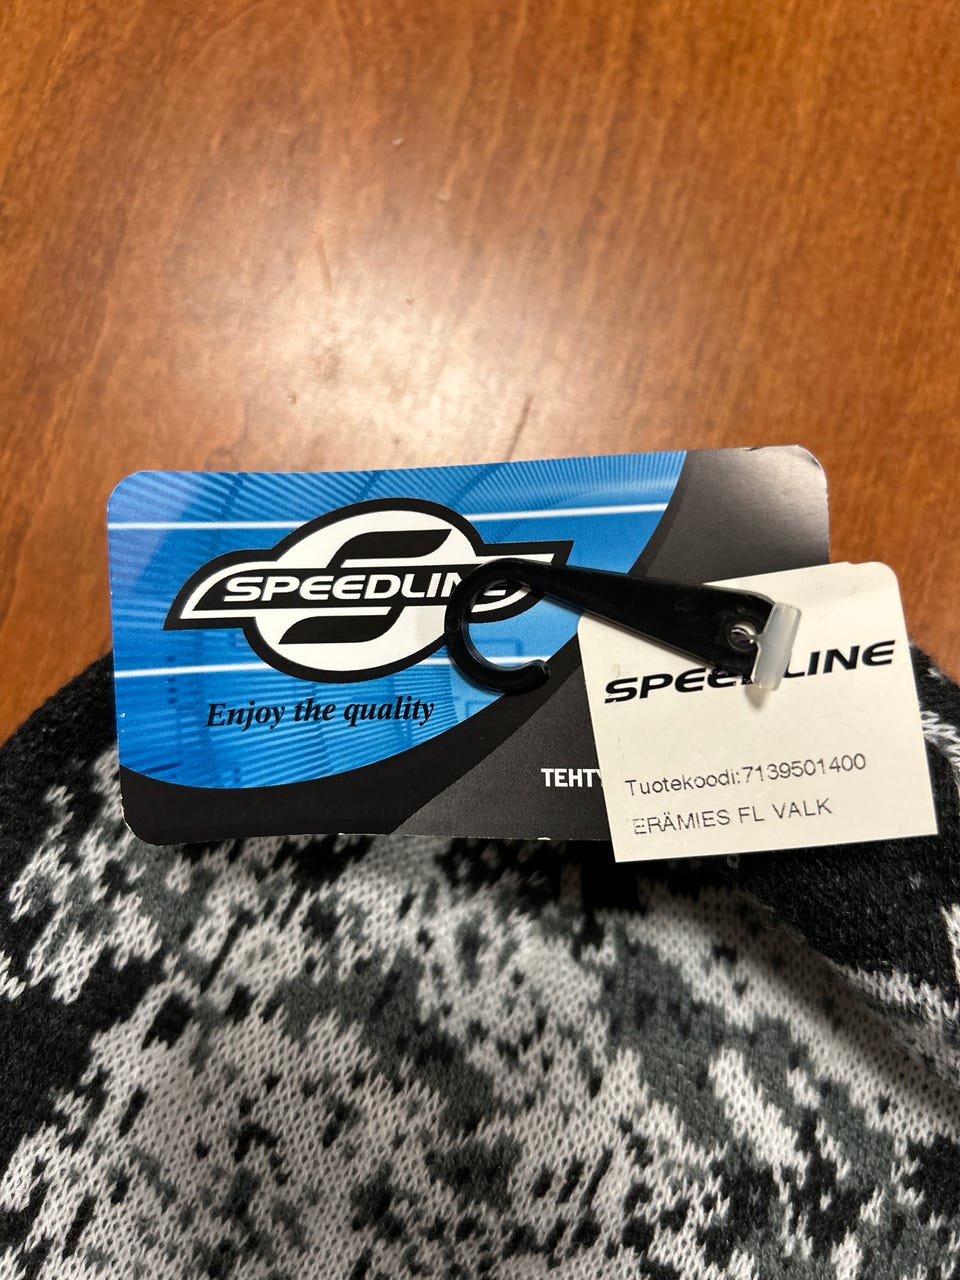 SPEEDLINE
Enjoy the quality
TEHTY
SPEEDLINE
Tuotekoodi:7139501400
ERÄMIES FL VALK